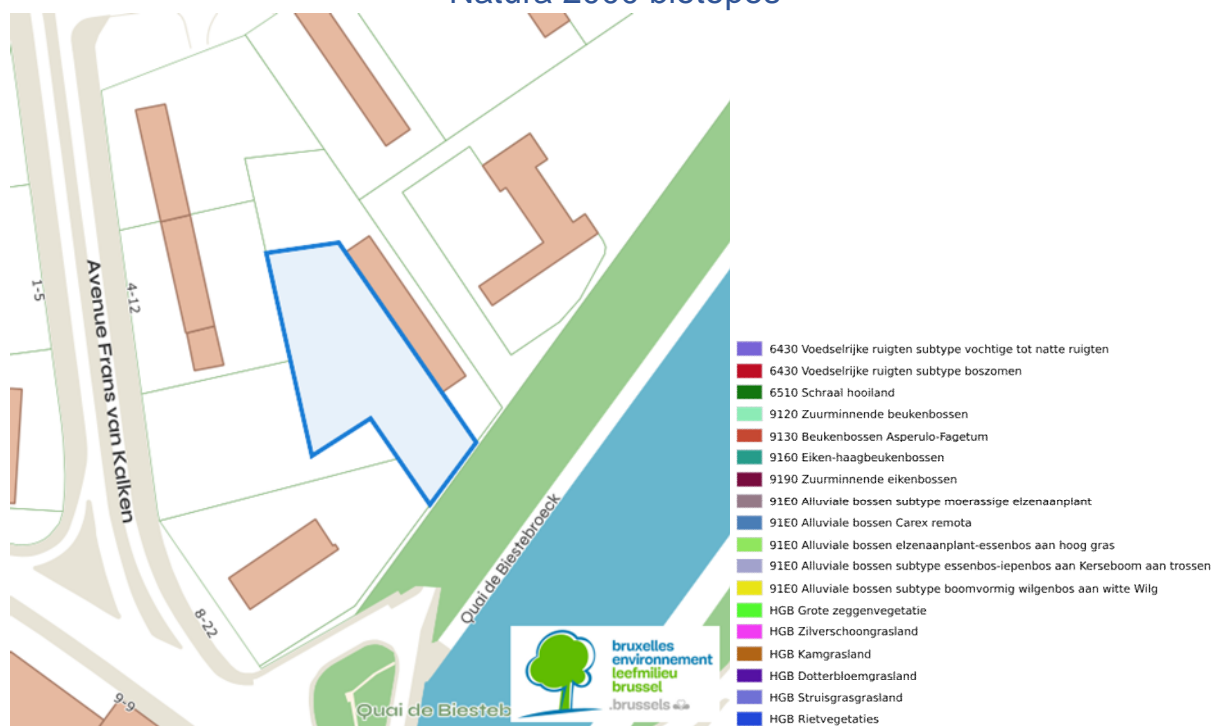 Natura 2000 biotopes
Avenue Frans van Kalken
1-5
4-12
8-22
9-9
Quai de Biestebroeck
Quai de Biesteb
bruxelles
environnement
leefmilieu
brussel
.brussels
6430 Voedselrijke ruigten subtype vochtige tot natte ruigten
6430 Voedselrijke ruigten subtype boszomen
6510 Schraal hooiland
9120 Zuurminnende beukenbossen
9130 Beukenbossen Asperulo-Fagetum
9160 Eiken-haagbeukenbossen
9190 Zuurminnende eikenbossen
91E0 Alluviale bossen subtype moerassige elzenaanplant
91E0 Alluviale bossen Carex remota
91E0 Alluviale bossen elzenaanplant-essenbos aan hoog gras
91E0 Alluviale bossen subtype essenbos-iepenbos aan Kerseboom aan trossen
91E0 Alluviale bossen subtype boomvormig wilgenbos aan witte Wilg
HGB Grote zeggenvegetatie
HGB Zilverschoongrasland
HGB Kamgrasland
HGB Dotterbloemgrasland
HGB Struisgrasgrasland
HGB Rietvegetaties